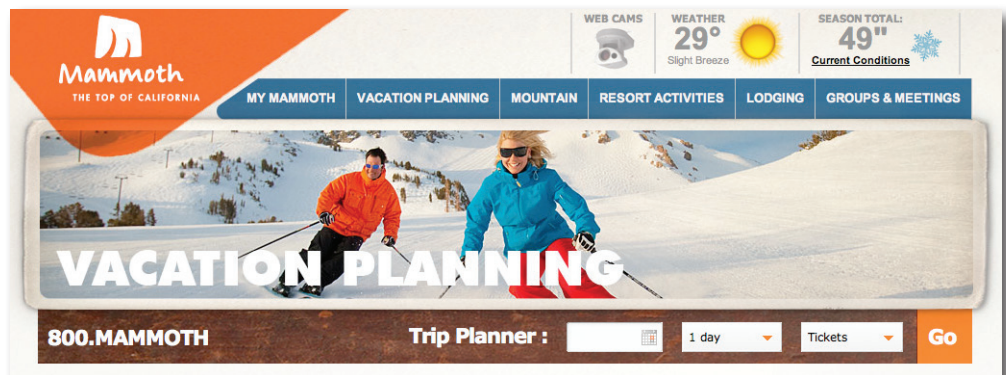 WEB CAMS
WEATHER
29°
Slight Breeze
SEASON TOTAL:
49"
Current Conditions
Mammoth
THE TOP OF CALIFORNIA
MY MAMMOTH VACATION PLANNING MOUNTAIN RESORT ACTIVITIES LODGING GROUPS & MEETINGS
VACATION PLANNING
800.MAMMOTH Trip Planner : 1 day Tickets Go